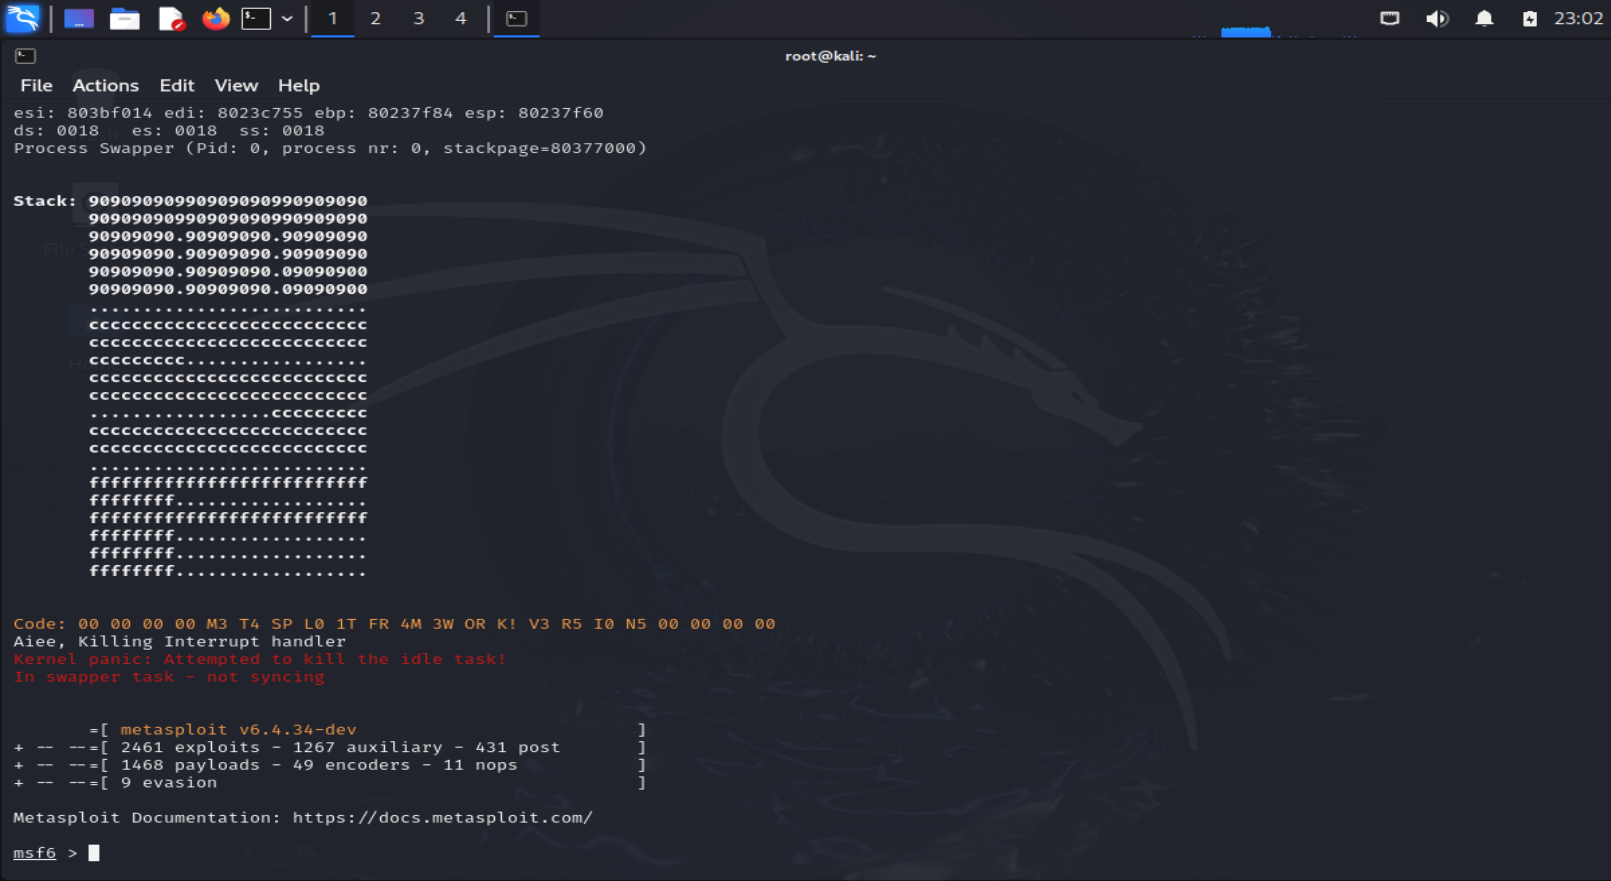 1 2 3 4 23:02
root@kali: ~
File Actions Edit View Help
esi: 803bf014 edi: 8023c755 ebp: 80237f84 esp: 80237f60
ds: 0018   es: 0018  ss: 0018
Process Swapper (Pid: 0, process nr: 0, stackpage=80377000)
Stack: 90909090990909090990909090
90909090990909090990909090
90909090.90909090.90909090
90909090.90909090.90909090
90909090.90909090.09090900
90909090.90909090.09090900
..........................
cccccccccccccccccccccccccc
cccccccccccccccccccccccccc
ccccccccc.................
cccccccccccccccccccccccccc
cccccccccccccccccccccccccc
.................ccccccccc
cccccccccccccccccccccccccc
cccccccccccccccccccccccccc
..........................
ffffffffffffffffffffffffff
ffffffff..................
ffffffffffffffffffffffffff
ffffffff..................
ffffffff..................
ffffffff..................
Code: 00 00 00 00 M3 T4 SP L0 1T FR 4M 3W OR K! V3 R5 I0 N5 00 00 00 00
Aiee, Killing Interrupt handler
Kernel panic: Attempted to kill the idle task!
In swapper task - not syncing
=[ metasploit v6.4.34-dev ]
+ -- --=[ 2461 exploits - 1267 auxiliary - 431 post ]
+ -- --=[ 1468 payloads - 49 encoders - 11 nops ]
+ -- --=[ 9 evasion ]
Metasploit Documentation: https://docs.metasploit.com/
msf6 >